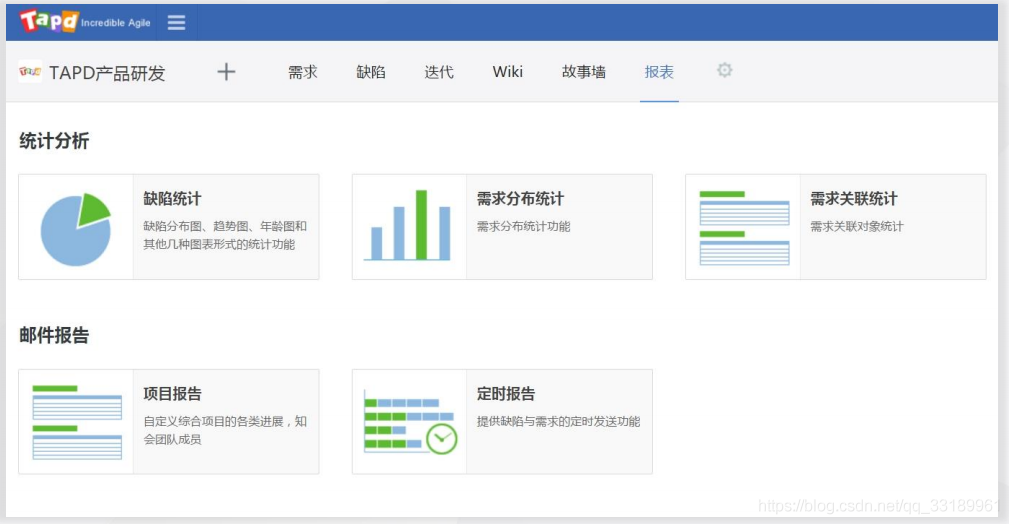 Tapd Incredible Agile
Tapd TAPD产品研发 需求 缺陷 迭代 Wiki 故事墙 报表
统计分析
缺陷统计
缺陷分布图、趋势图、年龄图和
其他几种图表形式的统计功能
需求分布统计
需求分布统计功能
需求关联统计
需求关联对象统计
邮件报告
项目报告
自定义综合项目的各类进展，知
会团队成员
定时报告
提供缺陷与需求的定时发送功能
https://blog.csdn.net/qq_33189961